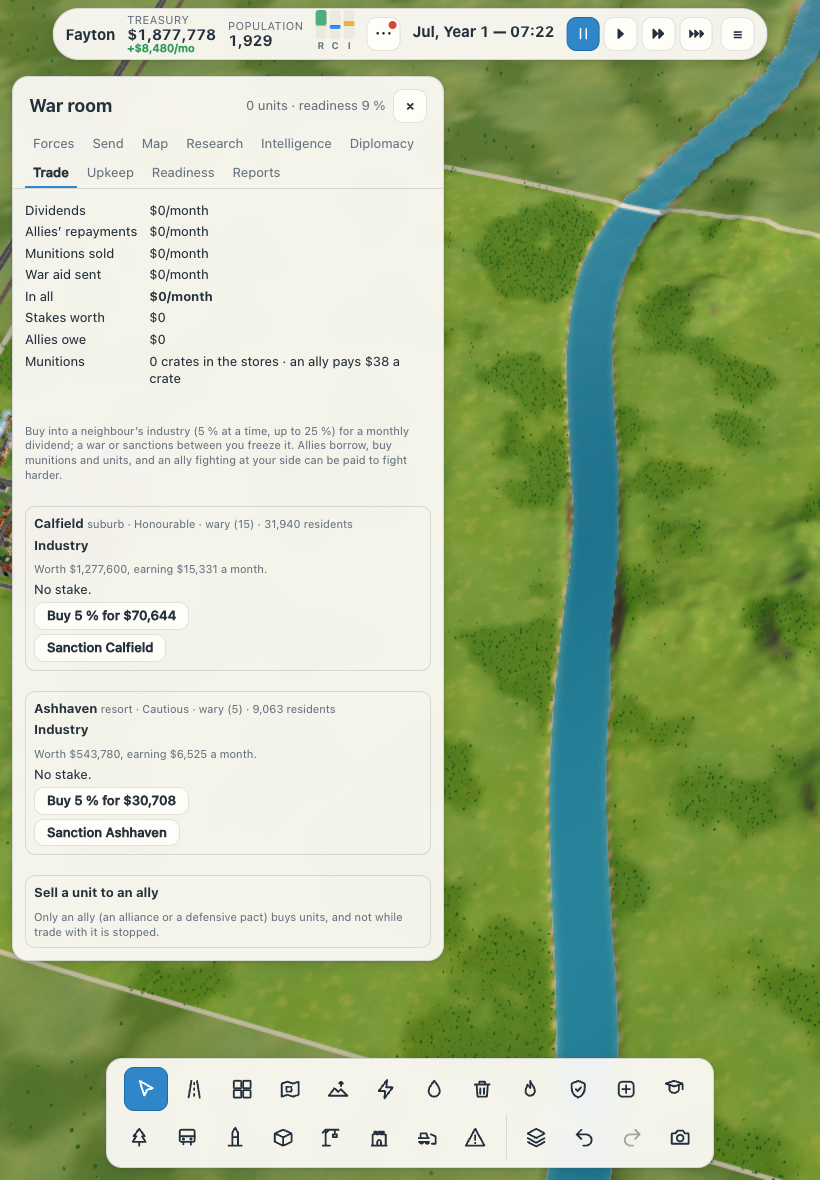 Fayton
TREASURY
$1,877,778
+$8,480/mo
POPULATION
1,929
R C I
Jul, Year 1 — 07:22
War room
0 units · readiness 9 %
Forces Send Map Research Intelligence Diplomacy
Trade Upkeep Readiness Reports
Dividends $0/month
Allies’ repayments $0/month
Munitions sold $0/month
War aid sent $0/month
In all $0/month
Stakes worth $0
Allies owe $0
Munitions 0 crates in the stores · an ally pays $38 a
crate
Buy into a neighbour's industry (5 % at a time, up to 25 %) for a monthly
dividend; a war or sanctions between you freeze it. Allies borrow, buy
munitions and units, and an ally fighting at your side can be paid to fight
harder.
Calfield suburb · Honourable · wary (15) · 31,940 residents
Industry
Worth $1,277,600, earning $15,331 a month.
No stake.
Buy 5 % for $70,644
Sanction Calfield
Ashhaven resort · Cautious · wary (5) · 9,063 residents
Industry
Worth $543,780, earning $6,525 a month.
No stake.
Buy 5 % for $30,708
Sanction Ashhaven
Sell a unit to an ally
Only an ally (an alliance or a defensive pact) buys units, and not while
trade with it is stopped.